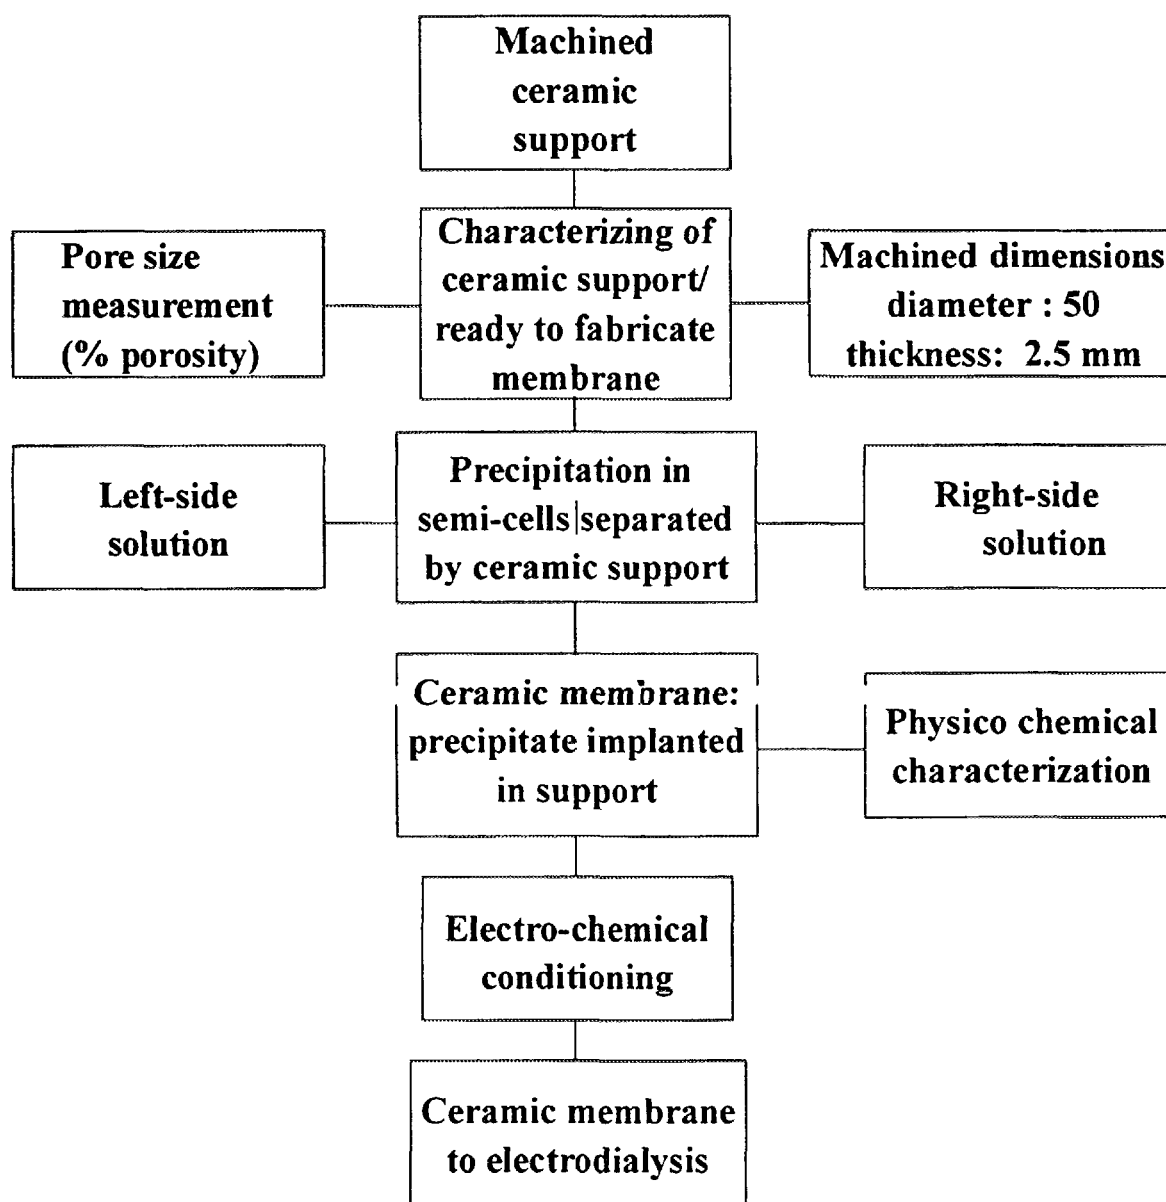 Machined
ceramic
support
Pore size
measurement
(% porosity)
Characterizing of
ceramic support/
ready to fabricate
membrane
Machined dimensions
diameter : 50
thickness: 2.5 mm
Left-side
solution
Precipitation in
semi-cells separated
by ceramic support
Right-side
solution
Ceramic membrane:
precipitate implanted
in support
Physico chemical
characterization
Electro-chemical
conditioning
Ceramic membrane
to electrodialysis